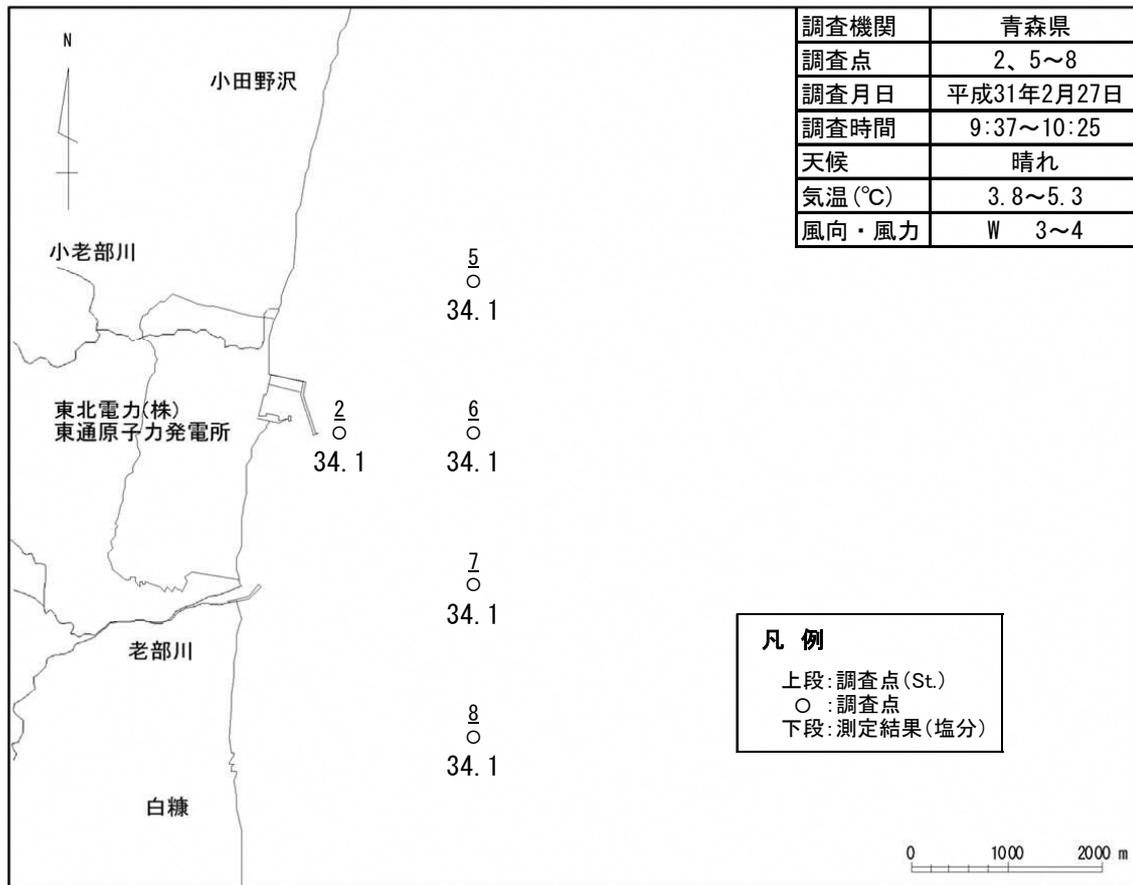 調査機関 青森県
調査点 2、5～8
調査月日 平成31年2月27日
調査時間 9:37～10:25
天候 晴れ
気温(℃) 3.8～5.3
風向・風力 W 3～4
N
小田野沢
小老部川
5
34.1
東北電力(株)
東通原子力発電所
2
34.1
6
34.1
7
34.1
老部川
8
34.1
白糠
凡 例
上段:調査点(St.)
○ :調査点
下段:測定結果(塩分)
0 1000 2000 m